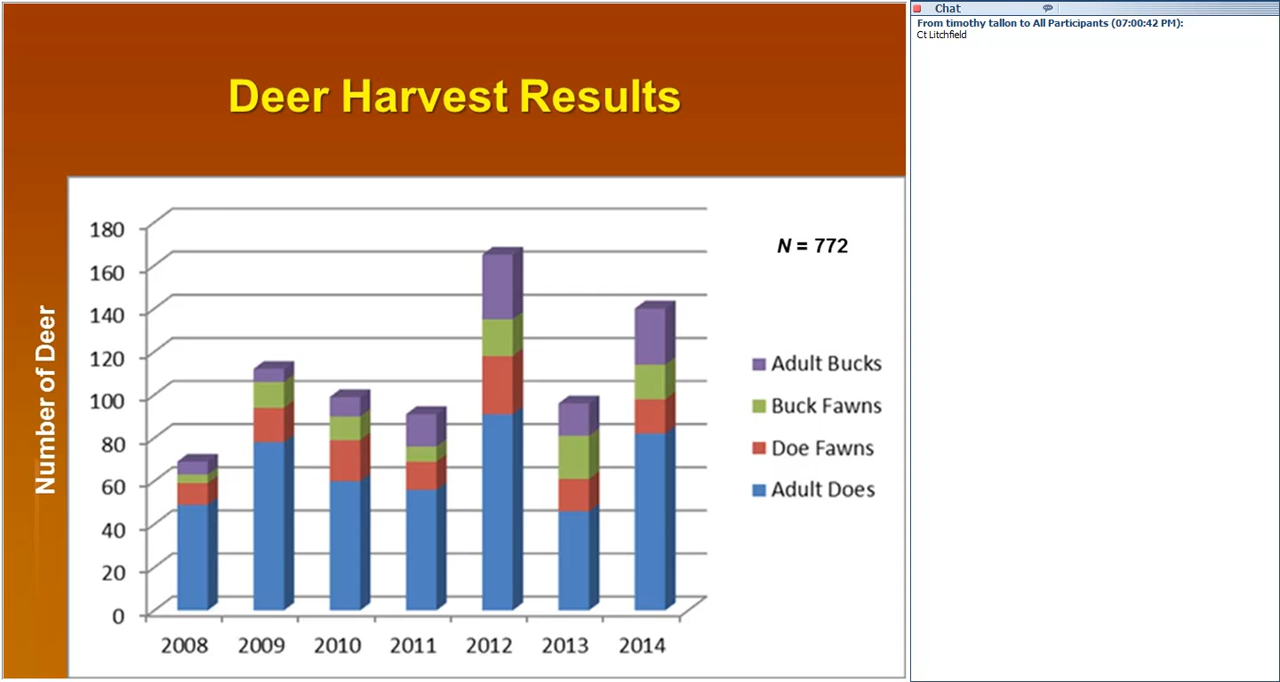 Deer Harvest Results
Number of Deer
180
160
140
120
100
80
60
40
20
0
2008 2009 2010 2011 2012 2013 2014
N = 772
Adult Bucks
Buck Fawns
Doe Fawns
Adult Does
Chat
From timothy tallon to All Participants (07:00:42 PM):
Ct Litchfield